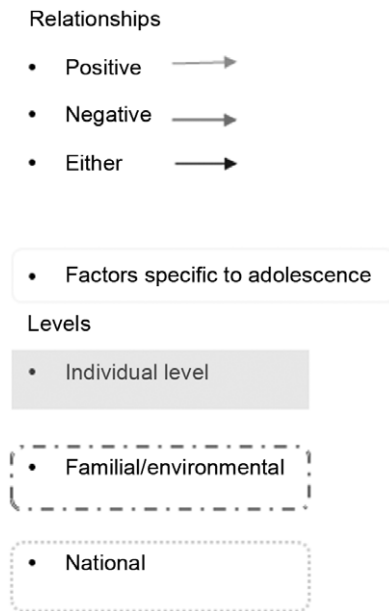 Relationships
• Positive
• Negative
• Either
• Factors specific to adolescence
Levels
• Individual level
• Familial/environmental
• National